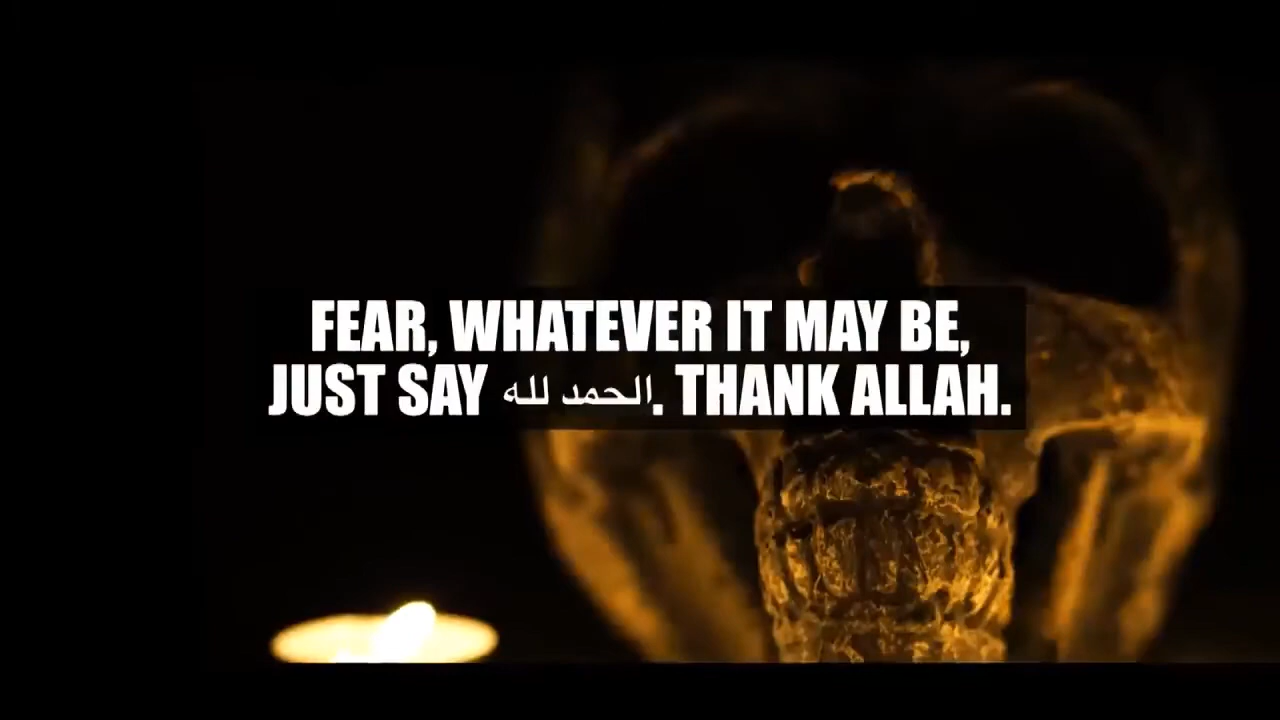 FEAR, WHATEVER IT MAY BE,
JUST SAY الحمد لله. THANK ALLAH.